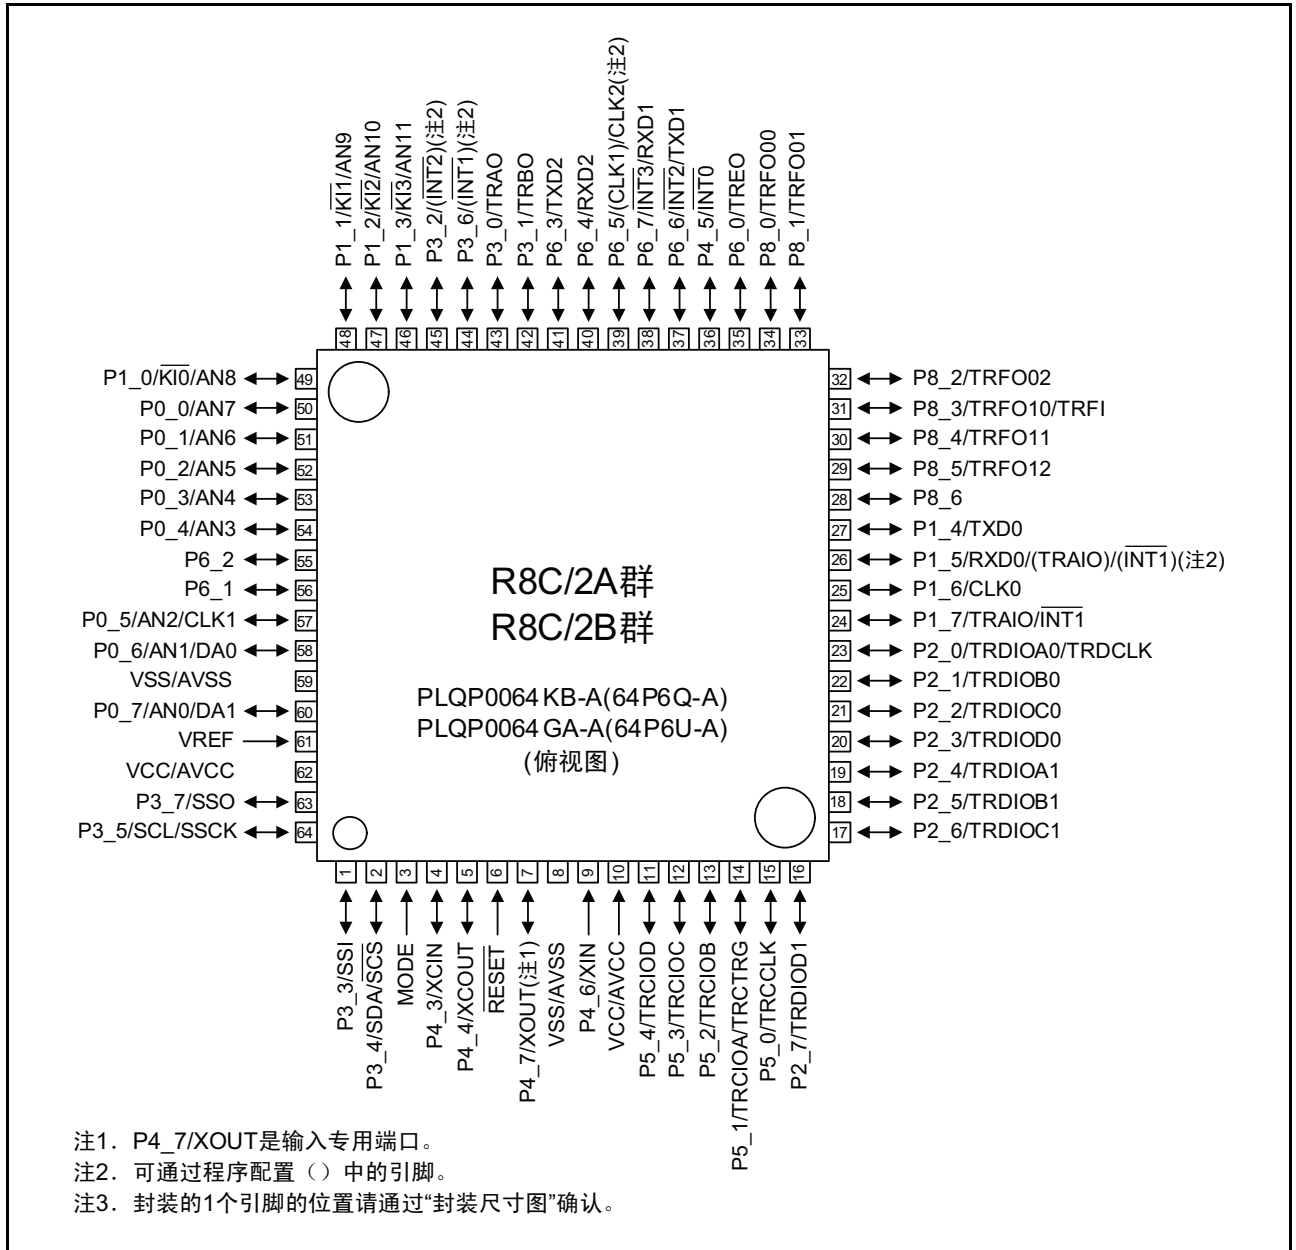 P1_1/KI1/AN9
P1_2/KI2/AN10
P1_3/KI3/AN11
P3_2/(INT2)(注2)
P3_6/(INT1)(注2)
P3_0/TRAO
P3_1/TRBO
P6_3/TXD2
P6_4/RXD2
P6_5/(CLK1)/CLK2(注2)
P6_7/INT3/RXD1
P6_6/INT2/TXD1
P4_5/INT0
P6_0/TREO
P8_0/TRFO00
P8_1/TRFO01
48 47 46 45 44 43 42 41 40 39 38 37 36 35 34 33
P1_0/KI0/AN8 49
P0_0/AN7 50
P0_1/AN6 51
P0_2/AN5 52
P0_3/AN4 53
P0_4/AN3 54
P6_2 55
P6_1 56
P0_5/AN2/CLK1 57
P0_6/AN1/DA0 58
VSS/AVSS 59
P0_7/AN0/DA1 60
VREF 61
VCC/AVCC 62
P3_7/SSO 63
P3_5/SCL/SSCK 64
R8C/2A群
R8C/2B群
PLQP0064KB-A(64P6Q-A)
PLQP0064GA-A(64P6U-A)
(俯视图)
32 P8_2/TRFO02
31 P8_3/TRFO10/TRFI
30 P8_4/TRFO11
29 P8_5/TRFO12
28 P8_6
27 P1_4/TXD0
26 P1_5/RXD0/(TRAIO)/(INT1)(注2)
25 P1_6/CLK0
24 P1_7/TRAIO/INT1
23 P2_0/TRDIOA0/TRDCLK
22 P2_1/TRDIOB0
21 P2_2/TRDIOC0
20 P2_3/TRDIOD0
19 P2_4/TRDIOA1
18 P2_5/TRDIOB1
17 P2_6/TRDIOC1
1 2 3 4 5 6 7 8 9 10 11 12 13 14 15 16
P3_3/SSI
P3_4/SDA/SCS
MODE
P4_3/XCIN
P4_4/XCOUT
RESET
P4_7/XOUT(注1)
VSS/AVSS
P4_6/XIN
VCC/AVCC
P5_4/TRCIOD
P5_3/TRCIOC
P5_2/TRCIOB
P5_1/TRCIOA/TRCTRG
P5_0/TRCCLK
P2_7/TRDIOD1
注1. P4_7/XOUT是输入专用端口。
注2. 可通过程序配置（）中的引脚。
注3. 封装的1个引脚的位置请通过“封装尺寸图”确认。